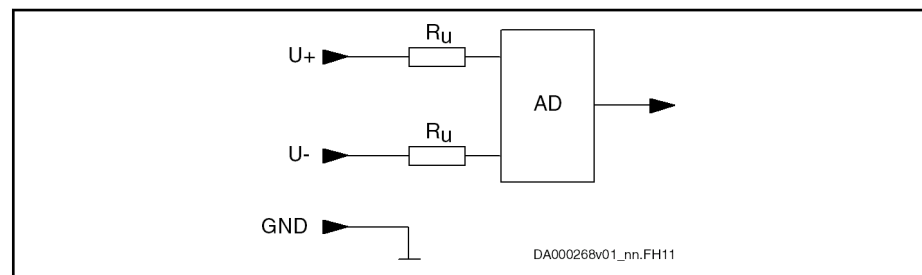 Ru
U+
AD
Ru
U-
GND
DA000268v01_nn.FH11